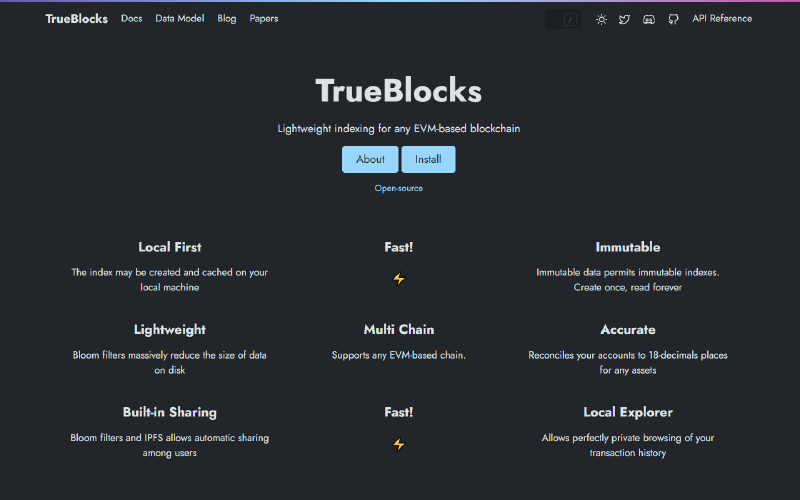 TrueBlocks Docs Data Model Blog Papers / API Reference
TrueBlocks
Lightweight indexing for any EVM-based blockchain
About Install
Open-source
Local First
The index may be created and cached on your
local machine
Fast!
Immutable
Immutable data permits immutable indexes.
Create once, read forever
Lightweight
Bloom filters massively reduce the size of data
on disk
Multi Chain
Supports any EVM-based chain.
Accurate
Reconciles your accounts to 18-decimals places
for any assets
Built-in Sharing
Bloom filters and IPFS allows automatic sharing
among users
Fast!
Local Explorer
Allows perfectly private browsing of your
transaction history